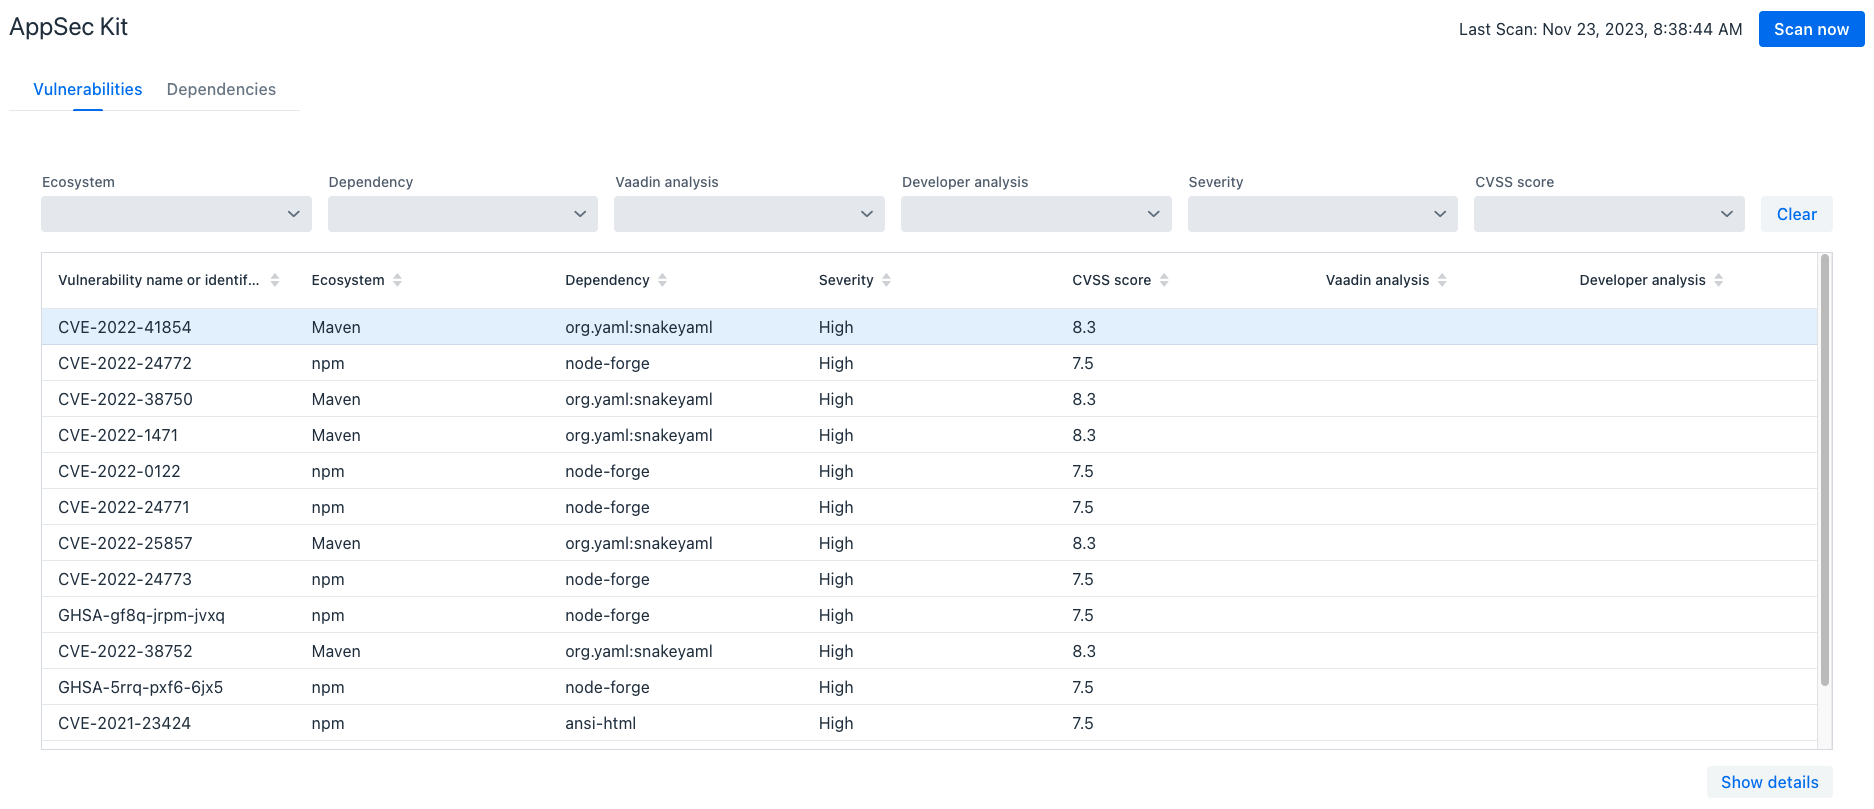 AppSec Kit
Last Scan: Nov 23, 2023, 8:38:44 AM Scan now
Vulnerabilities Dependencies
Ecosystem Dependency Vaadin analysis Developer analysis Severity CVSS score
Clear
Vulnerability name or identif... Ecosystem Dependency Severity CVSS score Vaadin analysis Developer analysis
CVE-2022-41854 Maven org.yaml:snakeyaml High 8.3
CVE-2022-24772 npm node-forge High 7.5
CVE-2022-38750 Maven org.yaml:snakeyaml High 8.3
CVE-2022-1471 Maven org.yaml:snakeyaml High 8.3
CVE-2022-0122 npm node-forge High 7.5
CVE-2022-24771 npm node-forge High 7.5
CVE-2022-25857 Maven org.yaml:snakeyaml High 8.3
CVE-2022-24773 npm node-forge High 7.5
GHSA-gf8q-jrpm-jvxq npm node-forge High 7.5
CVE-2022-38752 Maven org.yaml:snakeyaml High 8.3
GHSA-5rrq-pxf6-6jx5 npm node-forge High 7.5
CVE-2021-23424 npm ansi-html High 7.5
Show details